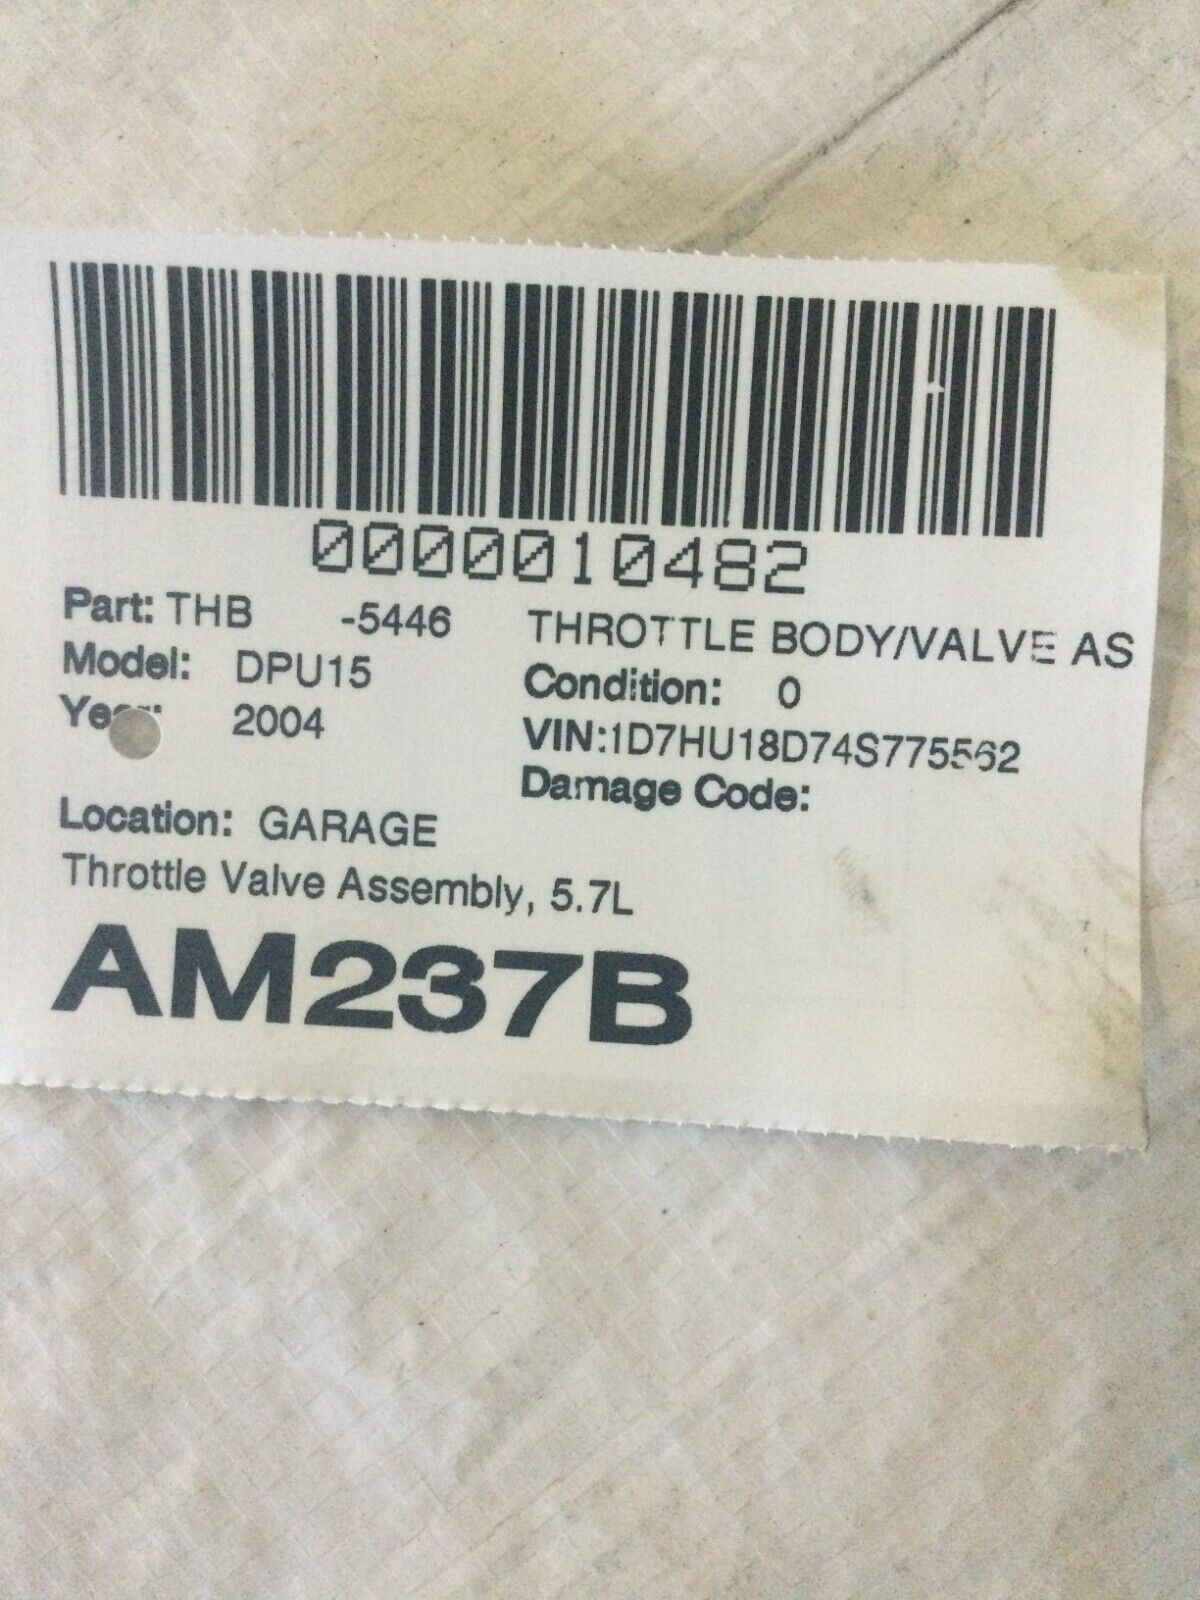 0000010482
Part: THB -5446 THROTTLE BODY/VALVE AS
Model: DPU15 Condition: 0
Year: 2004 VIN:1D7HU18D74S775562
Damage Code:
Location: GARAGE
Throttle Valve Assembly, 5.7L
AM237B